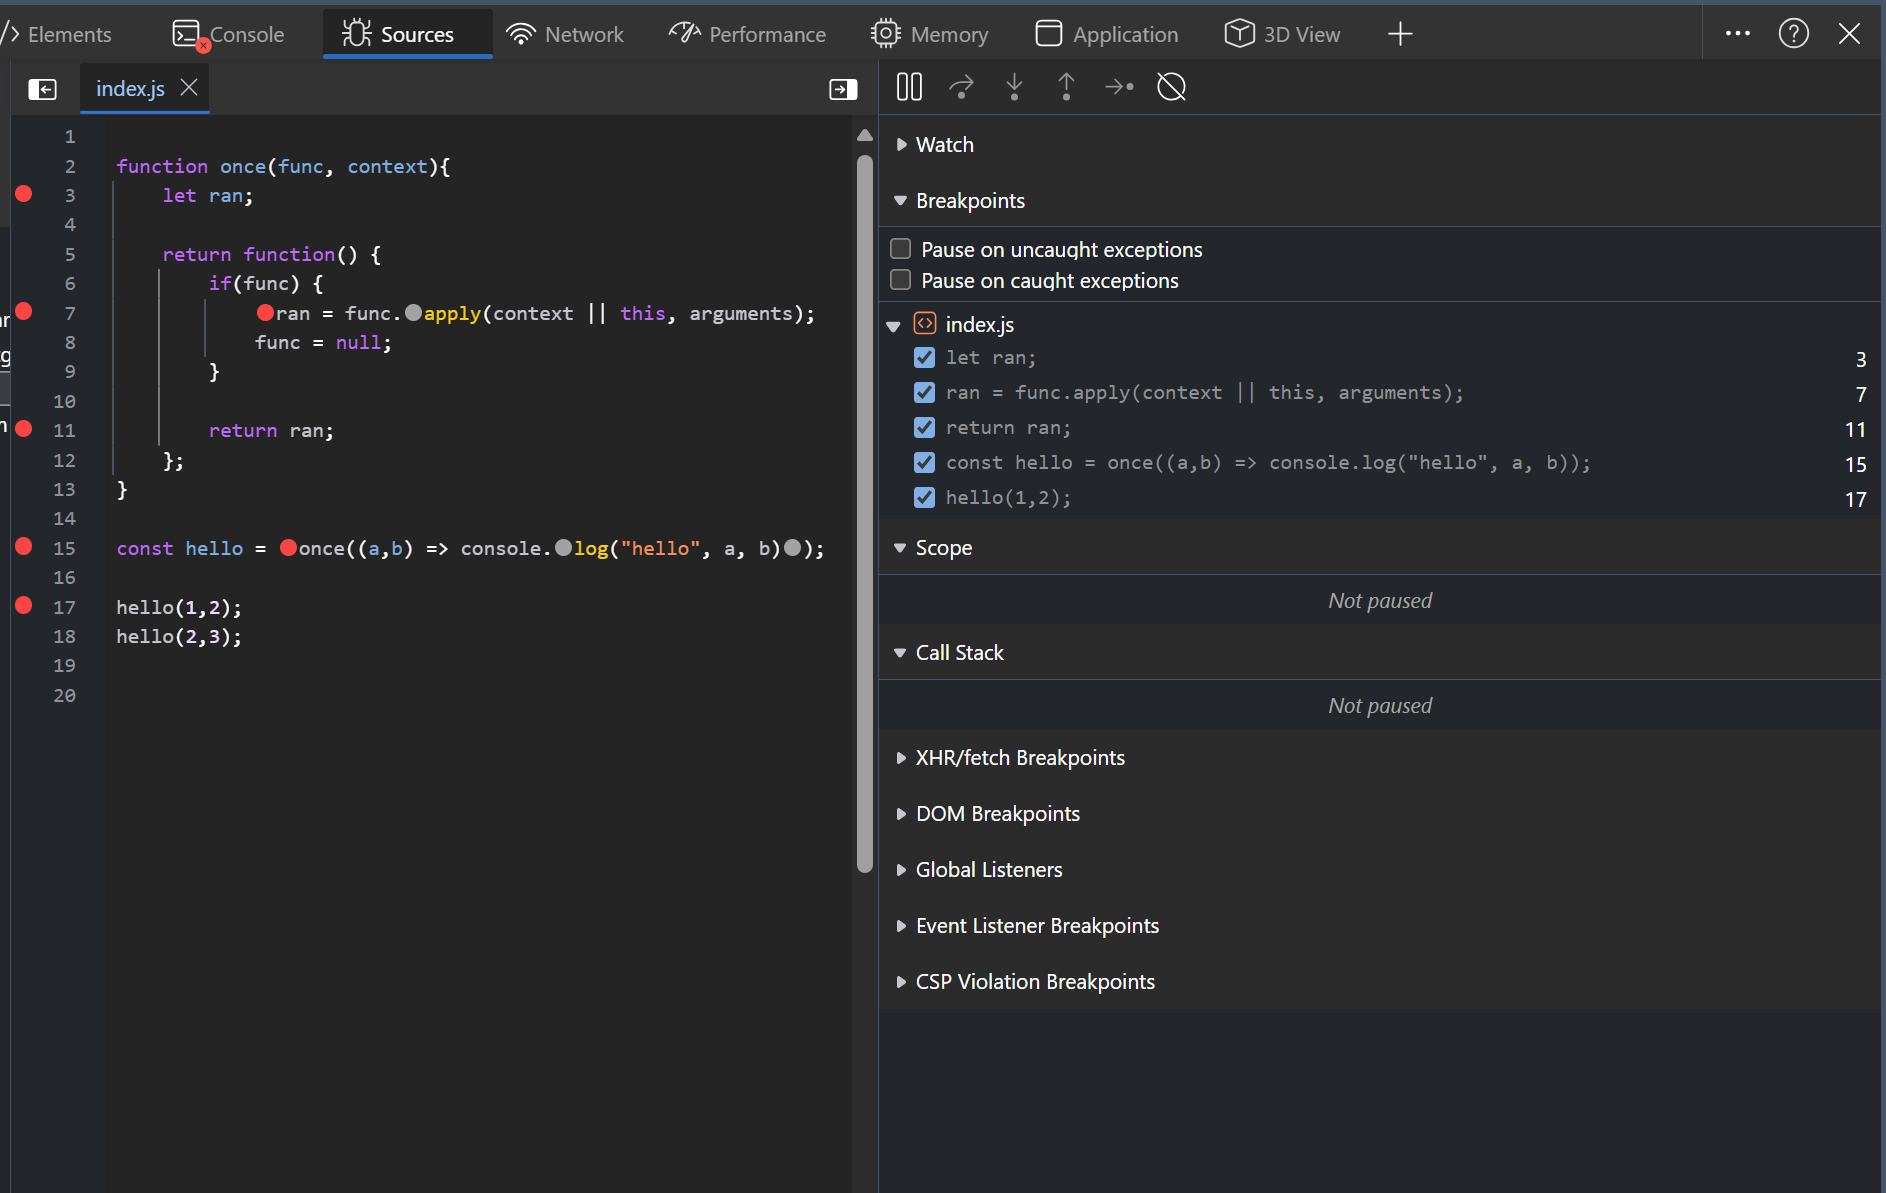 Elements Console Sources Network Performance Memory Application 3D View
index.js
1
2 function once(func, context){
3 let ran;
4
5 return function() {
6 if(func) {
7 ran = func.apply(context || this, arguments);
8 func = null;
9 }
10
11 return ran;
12 };
13 }
14
15 const hello = once((a,b) => console.log("hello", a, b));
16
17 hello(1,2);
18 hello(2,3);
19
20
Watch
Breakpoints
Pause on uncaught exceptions
Pause on caught exceptions
index.js
let ran; 3
ran = func.apply(context || this, arguments); 7
return ran; 11
const hello = once((a,b) => console.log("hello", a, b)); 15
hello(1,2); 17
Scope
Not paused
Call Stack
Not paused
XHR/fetch Breakpoints
DOM Breakpoints
Global Listeners
Event Listener Breakpoints
CSP Violation Breakpoints